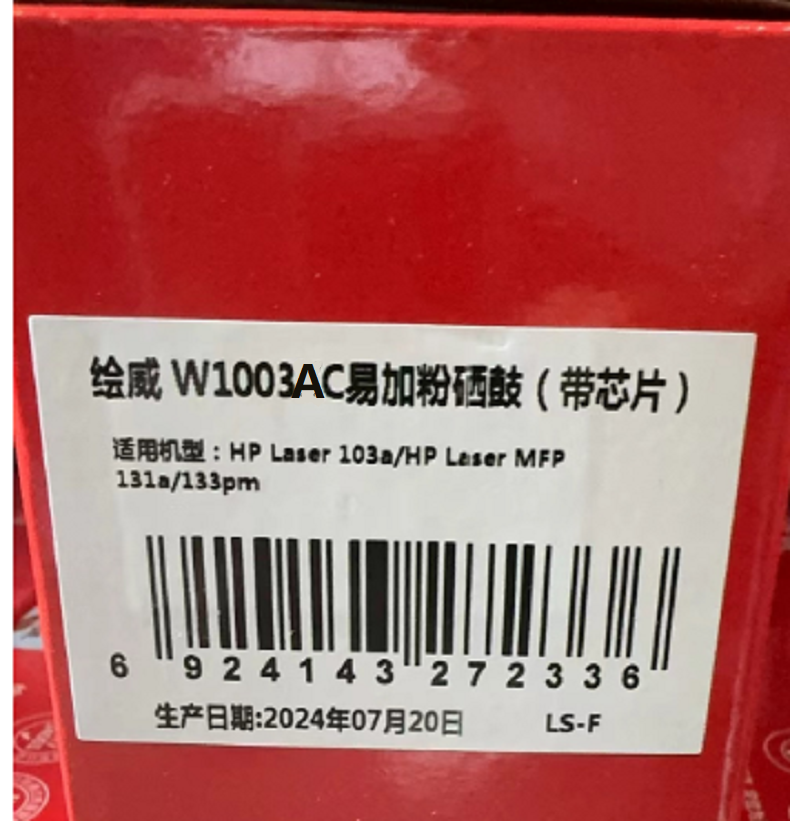 绘威 W1003AC易加粉硒鼓（带芯片）
适用机型：HP Laser 103a/HP Laser MFP
131a/133pm
6 924143 272336
生产日期:2024年07月20日 LS-F